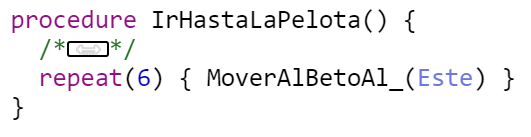 procedure IrHastaLaPelota() {
/**/
repeat(6) { MoverAlBetoAl_(Este) }
}